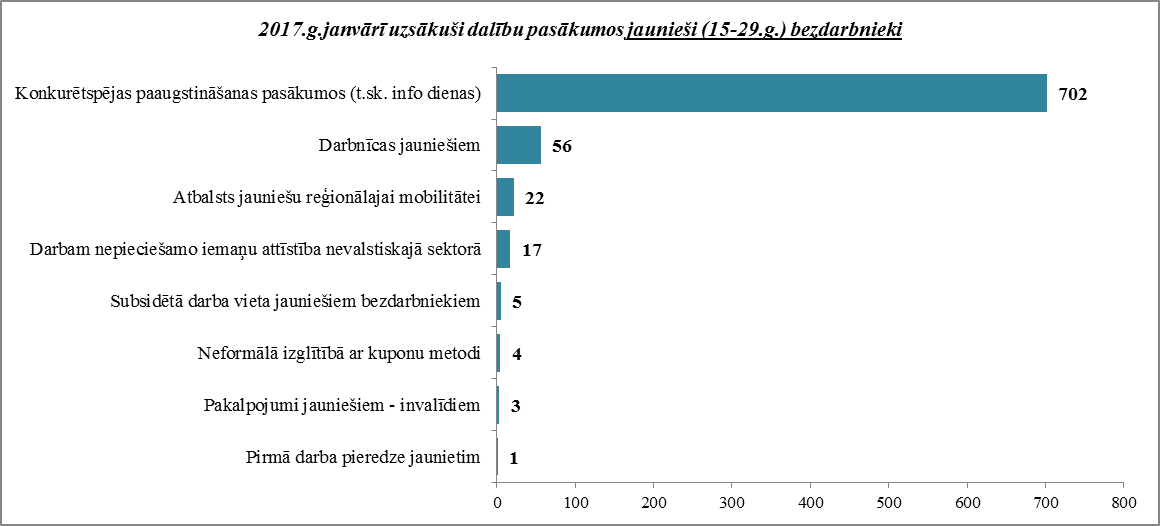 2017.g.janvārī uzsākuši dalību pasākumos jaunieši (15-29.g.) bezdarbnieki
Konkurētspējas paaugstināšanas pasākumos (t.sk. info dienas)
702
Darbnīcas jauniešiem
56
Atbalsts jauniešu reģionālajai mobilitātei
22
Darbam nepieciešamo iemaņu attīstība nevalstiskajā sektorā
17
Subsidētā darba vieta jauniešiem bezdarbniekiem
5
Neformālā izglītībā ar kuponu metodi
4
Pakalpojumi jauniešiem - invalīdiem
3
Pirmā darba pieredze jaunietim
1
0 100 200 300 400 500 600 700 800